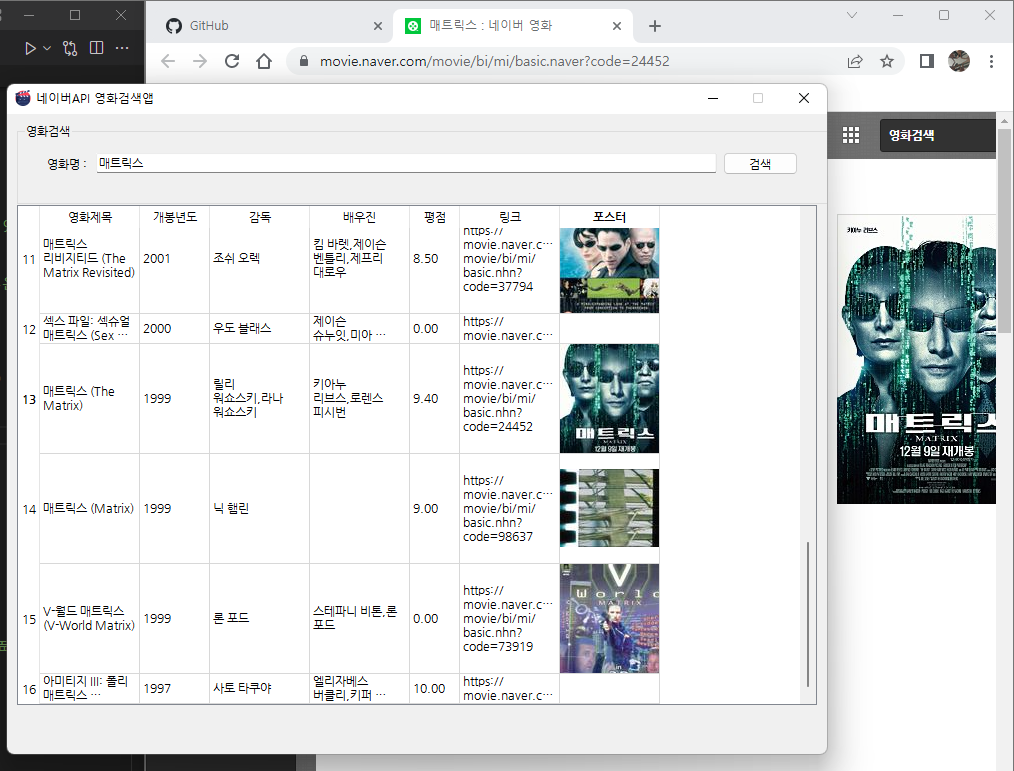 GitHub
매트릭스 : 네이버 영화
movie.naver.com/movie/bi/mi/basic.naver?code=24452
네이버API 영화검색앱
영화검색
영화검색
영화명 :
매트릭스
검색
영화제목 개봉년도 감독 배우진 평점 링크 포스터
11
매트릭스
리비지티드 (The
Matrix Revisited)
2001
조쉬 오렉
킴 바렛,제이슨
벤틀리,제프리
대로우
8.50
https://
movie.naver.c…
movie/bi/mi/
basic.nhn?
code=37794
12
섹스 파일: 섹슈얼
매트릭스 (Sex …
2000
우도 블래스
제이슨
슈누잇,미아 …
0.00
https://
movie.naver.c…
13
매트릭스 (The
Matrix)
1999
릴리
워쇼스키,라나
워쇼스키
키아누
리브스,로렌스
피시번
9.40
https://
movie.naver.c…
movie/bi/mi/
basic.nhn?
code=24452
매트릭스
MATRIX
12월 9일 재개봉
14
매트릭스 (Matrix)
1999
닉 햄린
9.00
https://
movie.naver.c…
movie/bi/mi/
basic.nhn?
code=98637
15
V-월드 매트릭스
(V-World Matrix)
1999
론 포드
스테파니 비튼,론
포드
0.00
https://
movie.naver.c…
movie/bi/mi/
basic.nhn?
code=73919
V
World
MATRIX
16
아미티지 III: 폴리
매트릭스 …
1997
사토 타쿠야
엘리자베스
버클리,키퍼 …
10.00
https://
movie.naver.c…
키아누 리브스
매트릭스
MATRIX
12월 9일 재개봉